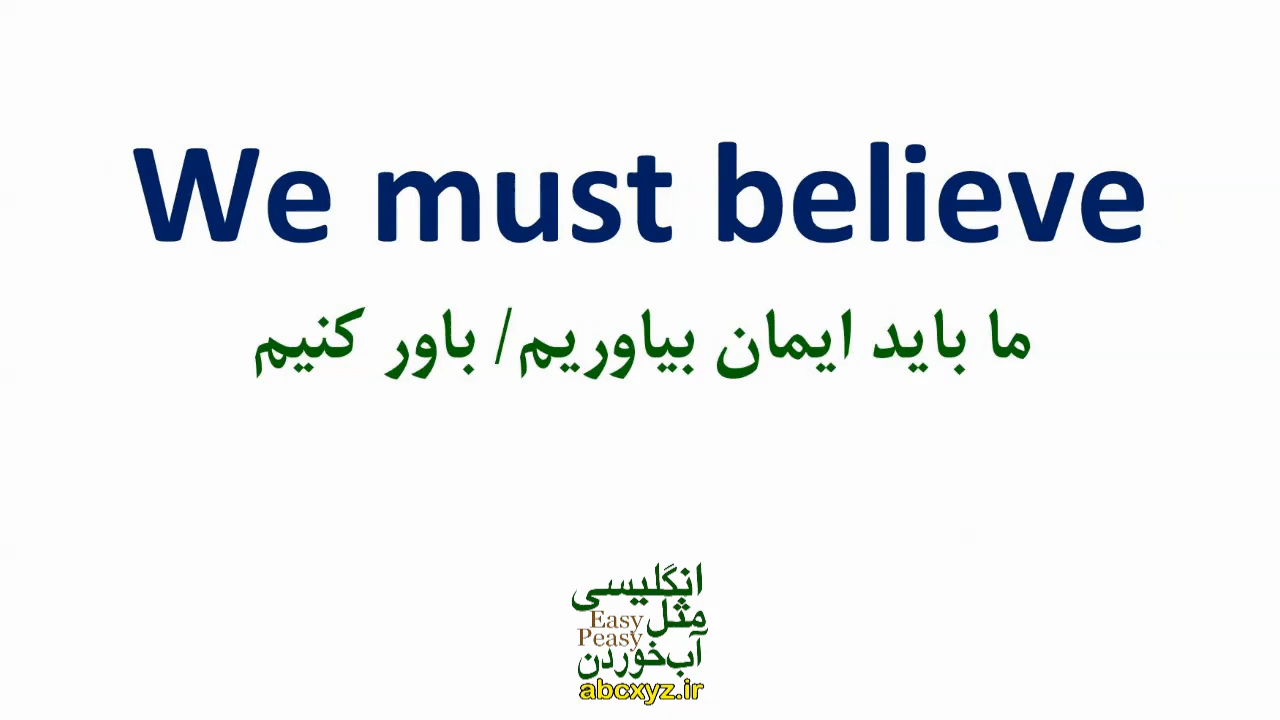 We must believe
ما باید ایمان بیاوریم/ باور کنیم
انگلیسی
مثل
Easy
Peasy
آب‌خوردن
abcxyz.ir